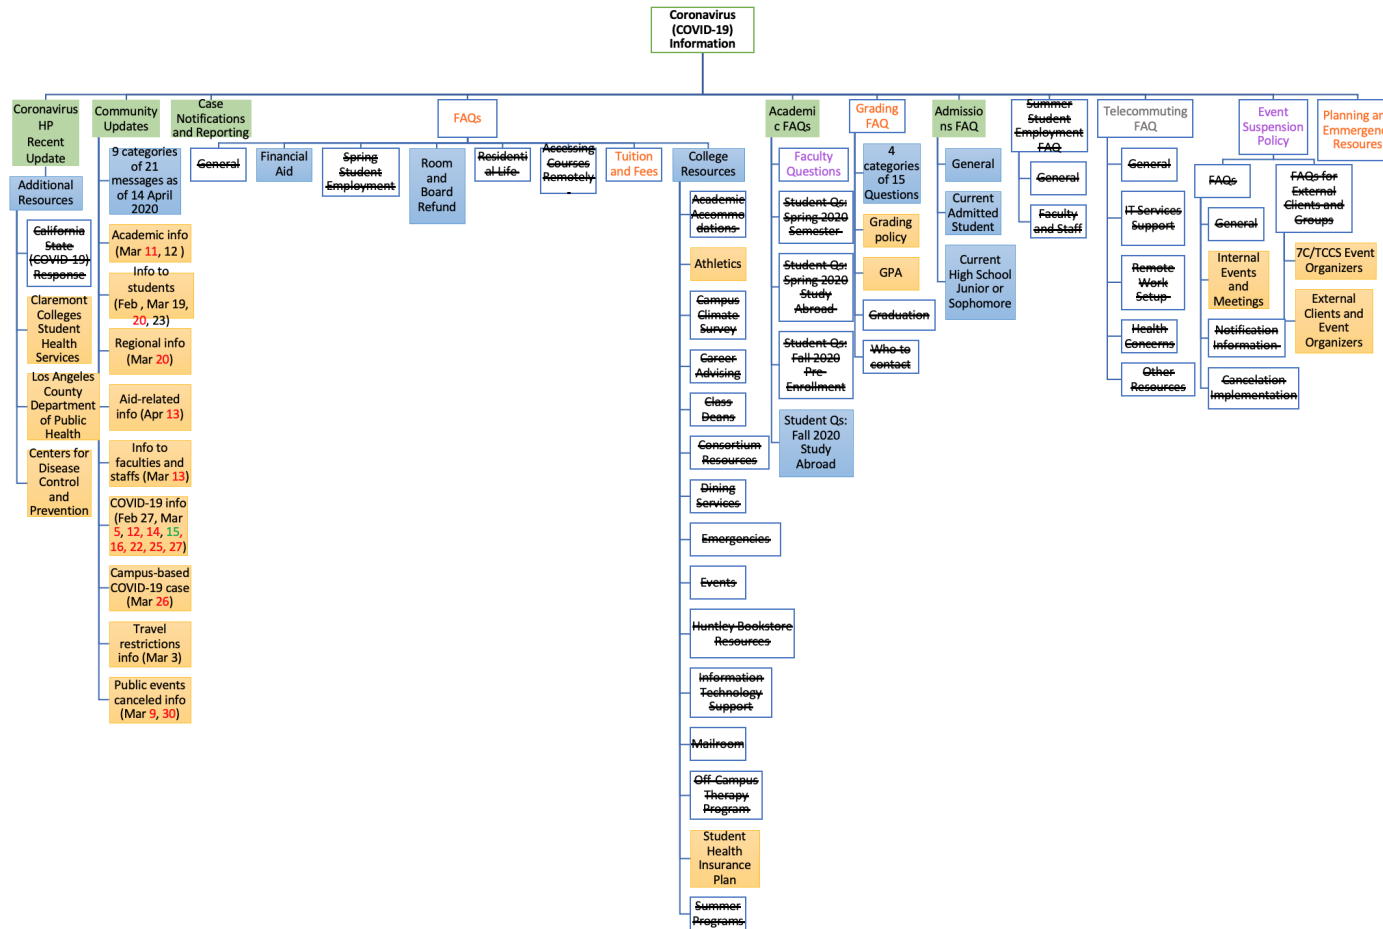 Coronavirus
(COVID-19)
Information
Coronavirus
HP
Recent
Update
Additional
Resources
California
State
(COVID-19)
Response
Claremont
Colleges
Student
Health
Services
Los Angeles
County
Department
of Public
Health
Centers for
Disease
Control
and
Prevention
Community
Updates
9 categories
of 21
messages as
of 14 April
2020
Academic info
(Mar 11, 12 )
Info to
students
(Feb , Mar 19,
20, 23)
Regional info
(Mar 20)
Aid-related
info (Apr 13)
Info to
faculties and
staffs (Mar 13)
COVID-19 info
(Feb 27, Mar
5, 12, 14, 15,
16, 22, 25, 27)
Campus-based
COVID-19 case
(Mar 26)
Travel
restrictions
info (Mar 3)
Public events
canceled info
(Mar 9, 30)
Case
Notifications
and Reporting
FAQs
General
Financial
Aid
Spring
Student
Employment
Room
and
Board
Refund
Residenti
al Life
Accessing
Courses
Remotely
Tuition
and Fees
College
Resources
Academic
Accommo
dations
Athletics
Campus
Climate
Survey
Career
Advising
Class
Deans
Consortium
Resources
Dining
Services
Emergencies
Events
Huntley Bookstore
Resources
Information
Technology
Support
Mailroom
Off-Campus
Therapy
Program
Student
Health
Insurance
Plan
Summer
Programs
Academi
c FAQs
Faculty
Questions
Student Qs:
Spring 2020
Semester
Student Qs:
Spring 2020
Study
Abroad
Student Qs:
Fall 2020
Pre-
Enrollment
Student Qs:
Fall 2020
Study
Abroad
Grading
FAQ
4
categories
of 15
Questions
Grading
policy
GPA
Graduation
Who to
contact
Admissio
ns FAQ
General
Current
Admitted
Student
Current
High School
Junior or
Sophomore
Summer
Student
Employment
FAQ
General
Faculty
and Staff
Telecommuting
FAQ
General
IT Services
Support
Remote
Work
Setup
Health
Concerns
Other
Resources
Event
Suspension
Policy
FAQs
General
Internal
Events
and
Meetings
Notification
Information
Cancelation
Implementation
FAQs for
External
Clients and
Groups
7C/TCCS Event
Organizers
External
Clients and
Event
Organizers
Planning an
Emmergenc
Resoures